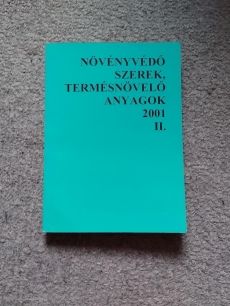 NÖVÉNYVÉDŐ
SZEREK,
TERMÉSNÖVELŐ
ANYAGOK
2001
II.